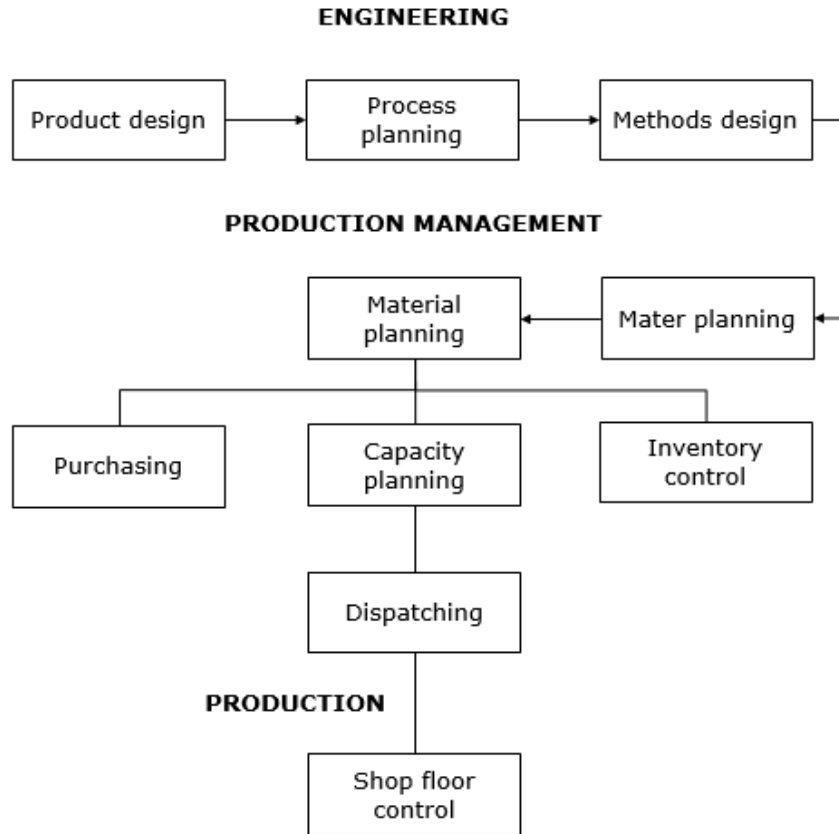 ENGINEERING
Product design
Process
planning
Methods design
PRODUCTION MANAGEMENT
Material
planning
Mater planning
Purchasing
Capacity
planning
Inventory
control
Dispatching
PRODUCTION
Shop floor
control